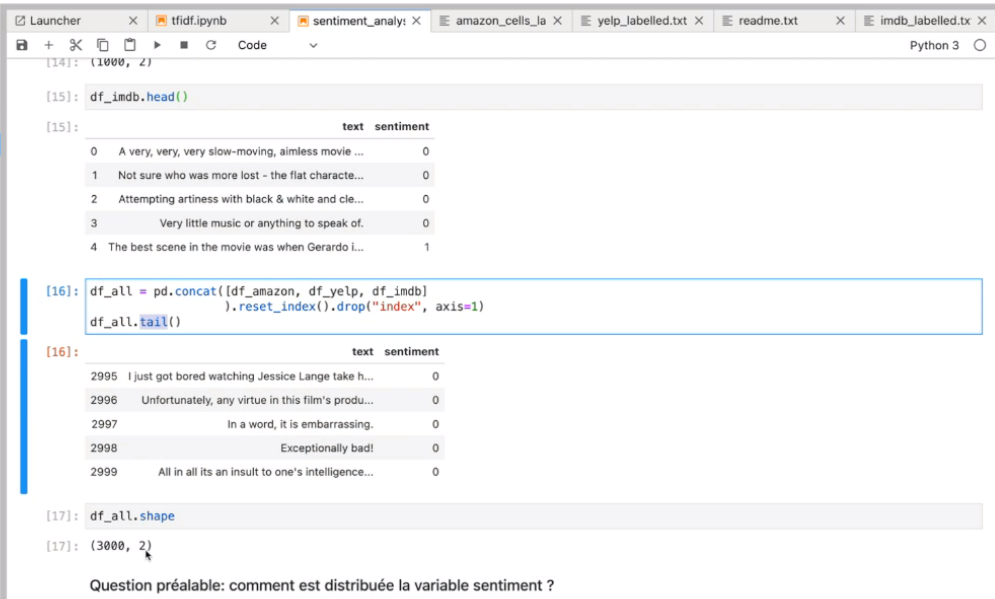 Launcher
tfidf.ipynb
sentiment_analy
amazon_cells_la
yelp_labelled.txt
readme.txt
imdb_labelled.tx
Code
Python 3
[14]: (1000, 2)
[15]: df_imdb.head()
[15]:
text sentiment
0 A very, very, very slow-moving, aimless movie ... 0
1 Not sure who was more lost - the flat characte... 0
2 Attempting artiness with black & white and cle... 0
3 Very little music or anything to speak of. 0
4 The best scene in the movie was when Gerardo i... 1
[16]: df_all = pd.concat([df_amazon, df_yelp, df_imdb]
).reset_index().drop("index", axis=1)
df_all.tail()
[16]:
text sentiment
2995 I just got bored watching Jessice Lange take h... 0
2996 Unfortunately, any virtue in this film's produ... 0
2997 In a word, it is embarrassing. 0
2998 Exceptionally bad! 0
2999 All in all its an insult to one's intelligence... 0
[17]: df_all.shape
[17]: (3000, 2)
Question préalable: comment est distribuée la variable sentiment ?